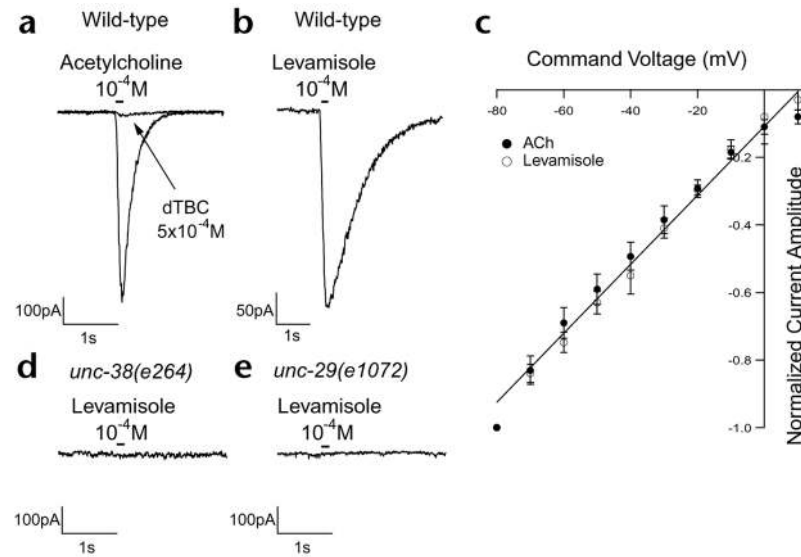 a
Wild-type
Acetylcholine
10⁻⁴M
dTBC
5x10⁻⁴M
100pA
1s
b
Wild-type
Levamisole
10⁻⁴M
50pA
1s
c
Command Voltage (mV)
-80 -60 -40 -20
ACh
Levamisole
-0.2
-0.4
-0.6
-0.8
-1.0
Normalized Current Amplitude
d
unc-38(e264)
Levamisole
10⁻⁴M
100pA
1s
e
unc-29(e1072)
Levamisole
10⁻⁴M
100pA
1s